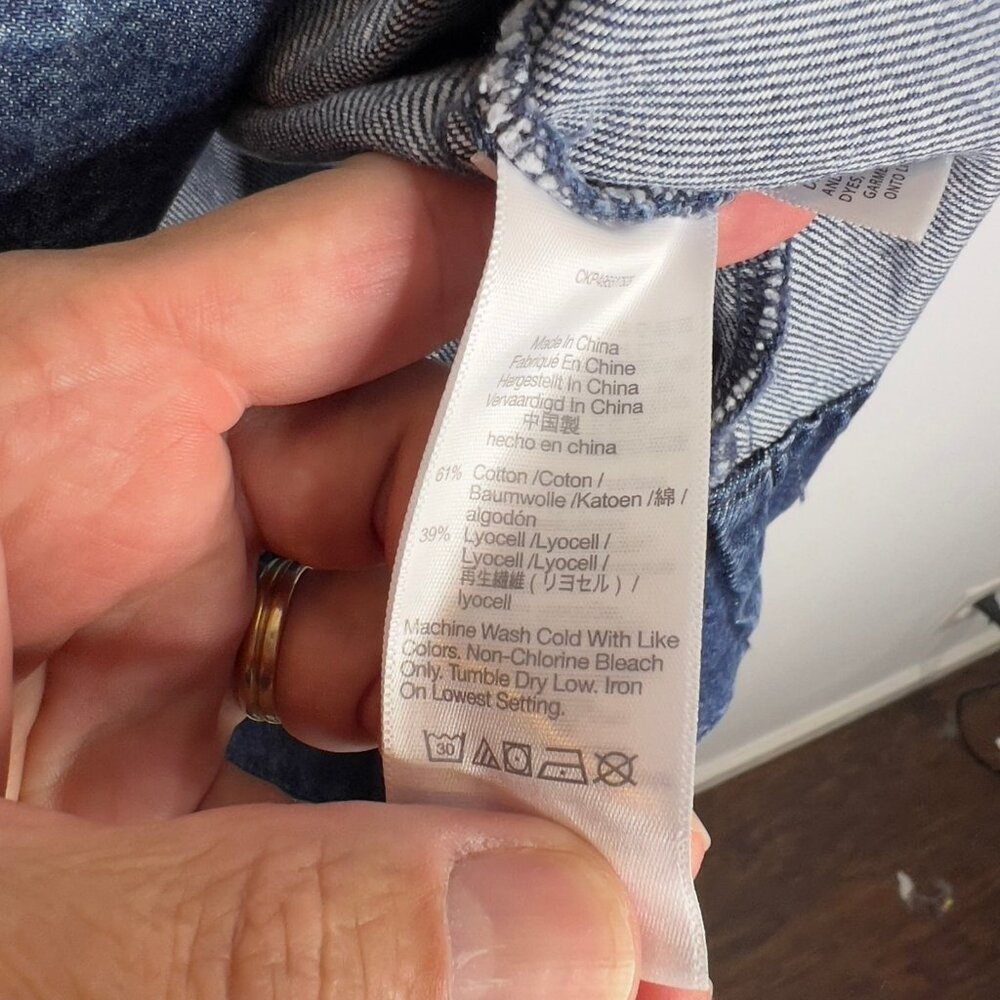 Made In China
Fabriqué En Chine
Hergestellt In China
Vervaardigd In China
中国製
hecho en china
61% Cotton /Coton /
Baumwolle /Katoen /綿 /
algodón
39% Lyocell /Lyocell /
Lyocell /Lyocell /
再生繊維 ( リヨセル ) /
lyocell
Machine Wash Cold With Like
Colors. Non-Chlorine Bleach
Only. Tumble Dry Low. Iron
On Lowest Setting.
30
DYES,
ONTO